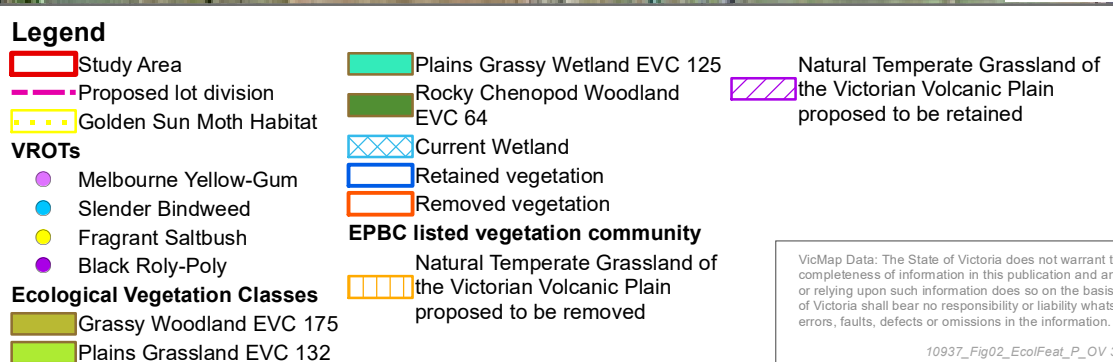 Legend
Study Area
Proposed lot division
Golden Sun Moth Habitat
VROTs
Melbourne Yellow-Gum
Slender Bindweed
Fragrant Saltbush
Black Roly-Poly
Ecological Vegetation Classes
Grassy Woodland EVC 175
Plains Grassland EVC 132
Plains Grassy Wetland EVC 125
Rocky Chenopod Woodland
EVC 64
Current Wetland
Retained vegetation
Removed vegetation
EPBC listed vegetation community
Natural Temperate Grassland of
the Victorian Volcanic Plain
proposed to be removed
Natural Temperate Grassland of
the Victorian Volcanic Plain
proposed to be retained
VicMap Data: The State of Victoria does not warrant
completeness of information in this publication and
or relying upon such information does so on the basis
of Victoria shall bear no responsibility or liability
errors, faults, defects or omissions in the information.
10937_Fig02_EcolFeat_P_OV